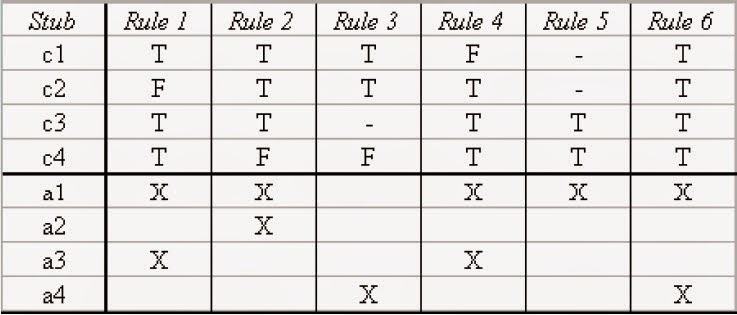 Stub Rule 1 Rule 2 Rule 3 Rule 4 Rule 5 Rule 6
c1 T T T F - T
c2 F T T T - T
c3 T T - T T T
c4 T F F T T T
a1 X X X X X
a2 X
a3 X X
a4 X X